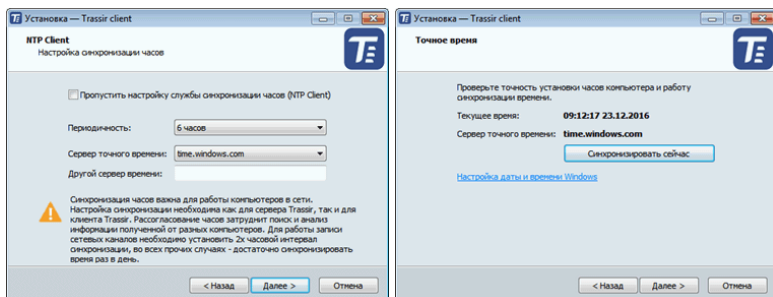 Установка — Trassir client
NTP Client
Настройка синхронизации часов
Пропустить настройку службы синхронизации часов (NTP Client)
Периодичность: 6 часов
Сервер точного времени: time.windows.com
Другой сервер времени:
Синхронизация часов важна для работы компьютеров в сети.
Настройка синхронизации необходима как для сервера Trassir, так и для
клиента Trassir. Рассогласование часов затруднит поиск и анализ
информации полученной от разных компьютеров. Для работы записи
сетевых каналов необходимо установить 2х часовой интервал
синхронизации, во всех прочих случаях - достаточно синхронизировать
время раз в день.
< Назад Далее > Отмена
Установка — Trassir client
Точное время
Проверьте точность установки часов компьютера и работу
синхронизации времени.
Текущее время: 09:12:17 23.12.2016
Сервер точного времени: time.windows.com
Синхронизировать сейчас
Настройка даты и времени Windows
< Назад Далее > Отмена